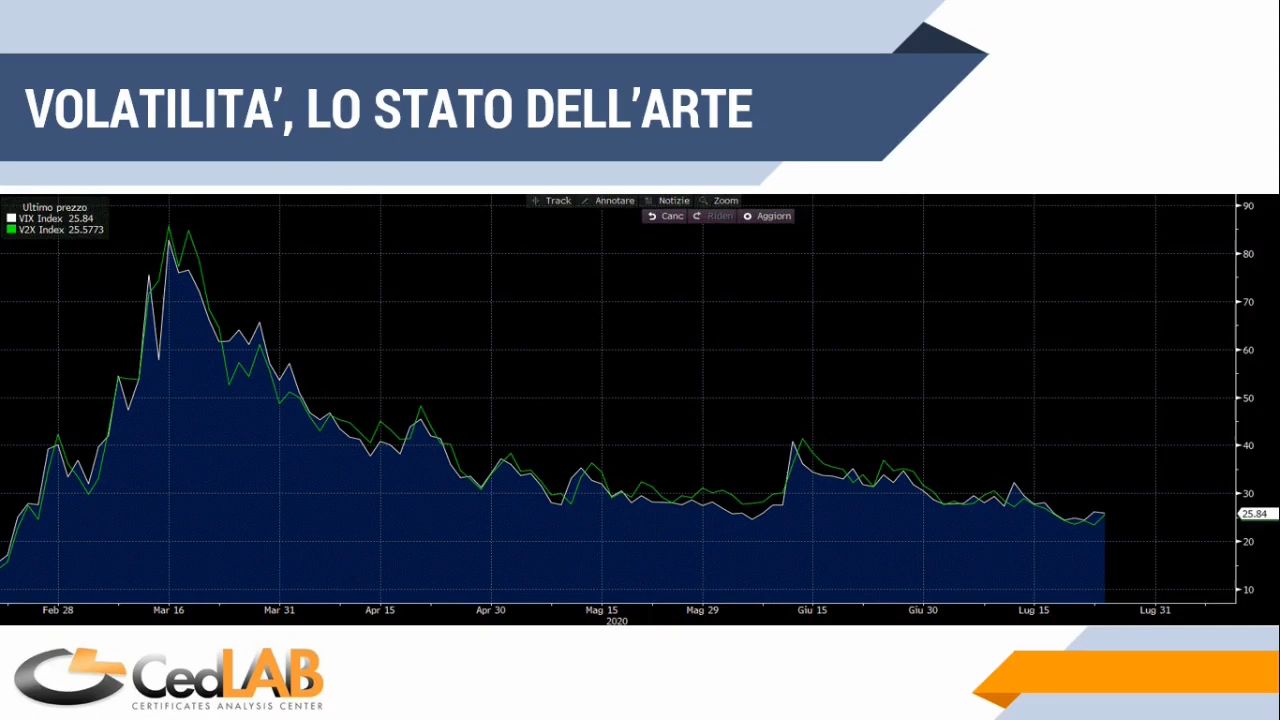 VOLATILITA’, LO STATO DELL’ARTE
Track Annotare Notizie Zoom
Canc Riden Aggiorn
Ultimo prezzo
VIX Index 25.84
V2X Index 25.5773
90
80
70
60
50
40
30
25.84
20
10
Feb 28 Mar 16 Mar 31 Apr 15 Apr 30 Mag 15 Mag 29 Giu 15 Giu 30 Lug 15 Lug 31
2020
CedLAB
CERTIFICATES ANALYSIS CENTER